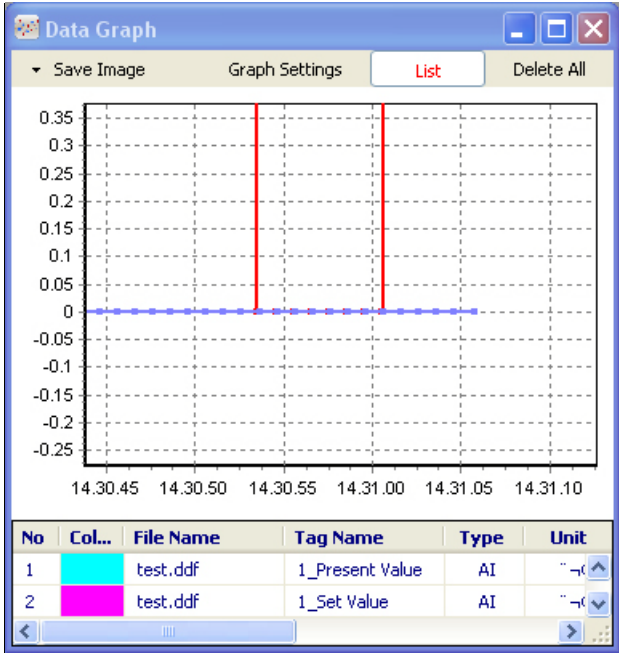 Data Graph
Save Image Graph Settings List Delete All
0.35
0.3
0.25
0.2
0.15
0.1
0.05
0
-0.05
-0.1
-0.15
-0.2
-0.25
14.30.45 14.30.50 14.30.55 14.31.00 14.31.05 14.31.10
No Col... File Name Tag Name Type Unit
1 test.ddf 1_Present Value AI
2 test.ddf 1_Set Value AI